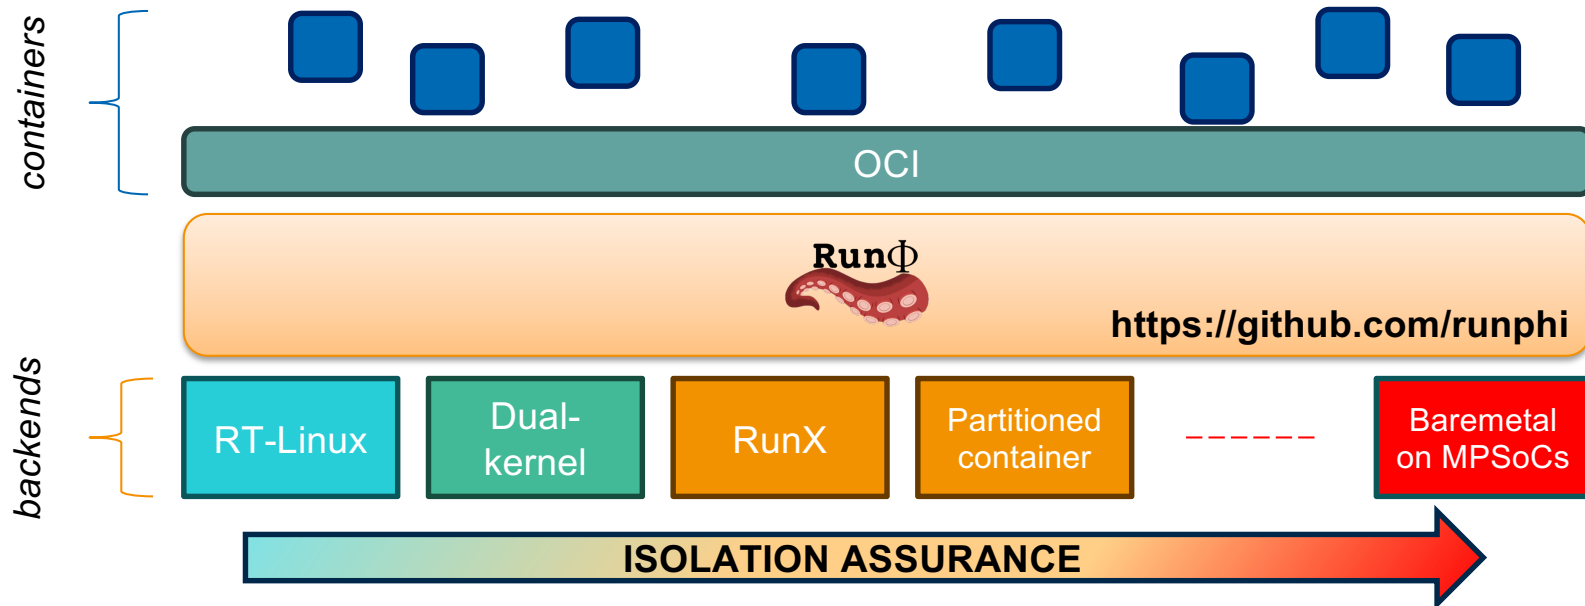 containers
OCI
RunΦ
https://github.com/runphi
backends
RT-Linux
Dual-
kernel
RunX
Partitioned
container
Baremetal
on MPSoCs
ISOLATION ASSURANCE